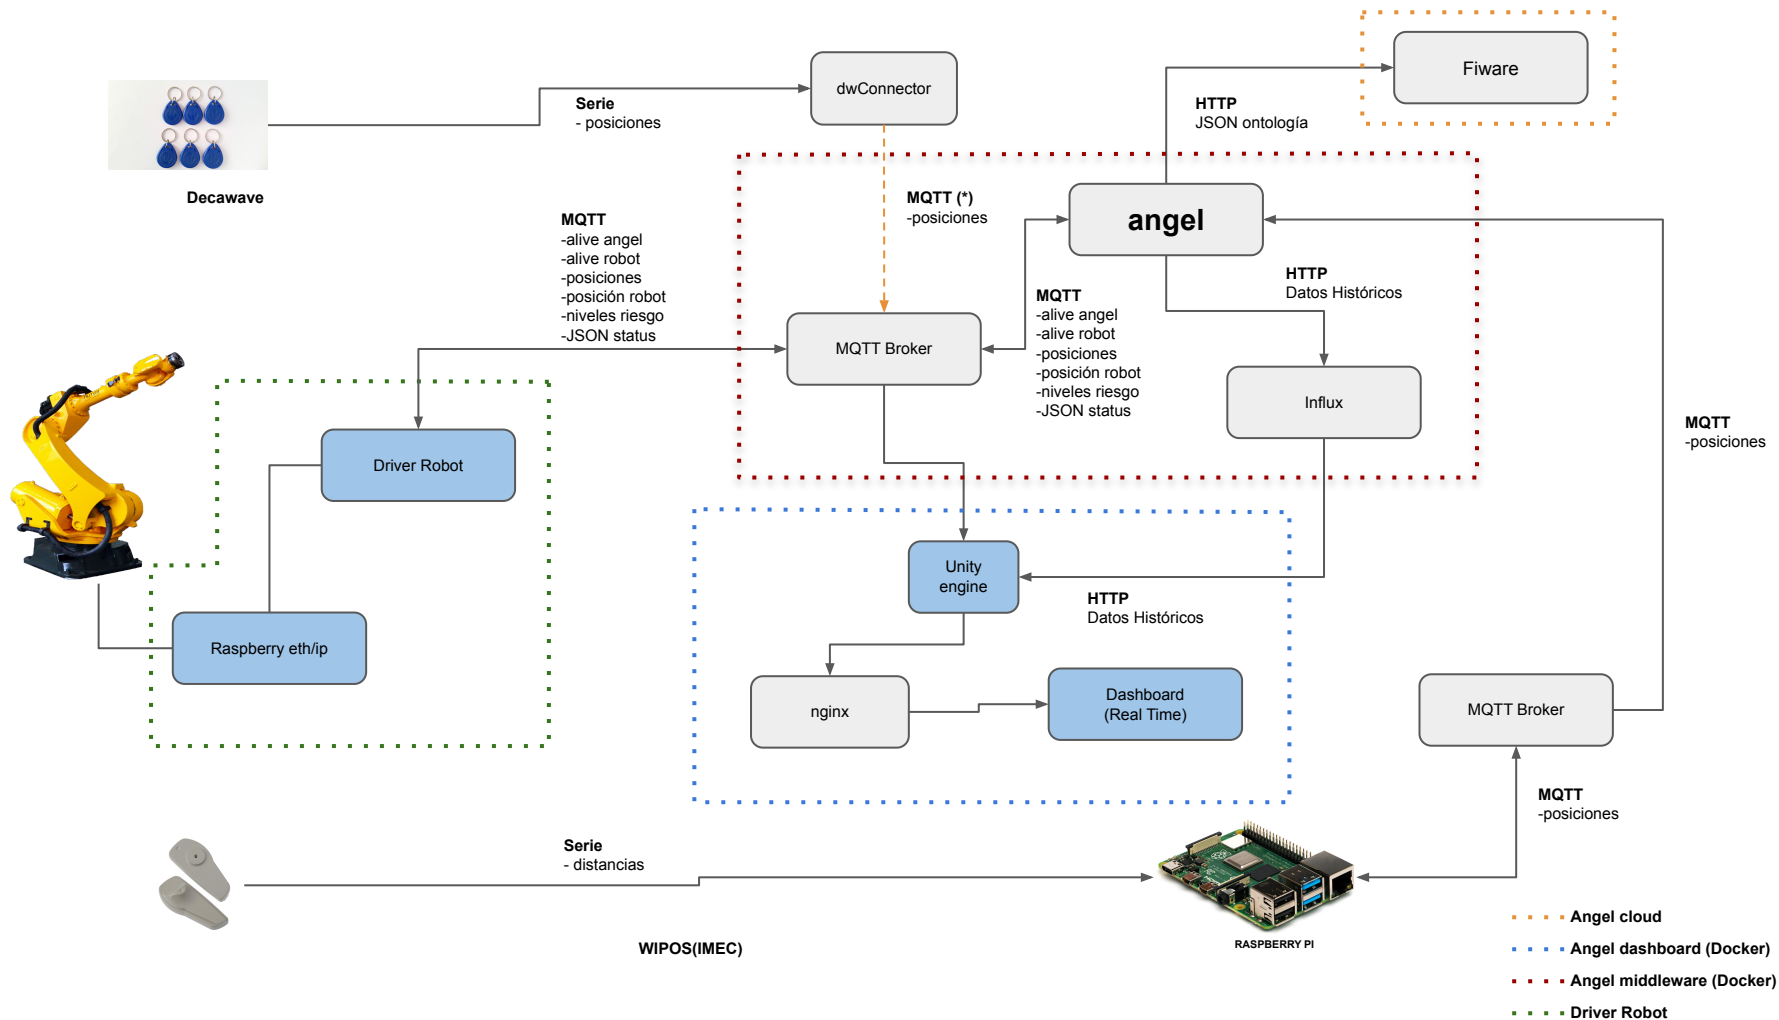 Fiware
dwConnector
Serie
- posiciones
HTTP
JSON ontología
Decawave
MQTT (*)
-posiciones
angel
MQTT
-alive angel
-alive robot
-posiciones
-posición robot
-niveles riesgo
-JSON status
HTTP
Datos Históricos
MQTT
-alive angel
-alive robot
-posiciones
-posición robot
-niveles riesgo
-JSON status
MQTT Broker
Influx
MQTT
-posiciones
Driver Robot
Unity
engine
HTTP
Datos Históricos
Raspberry eth/ip
nginx
Dashboard
(Real Time)
MQTT Broker
MQTT
-posiciones
Serie
- distancias
WIPOS(IMEC)
RASPBERRY PI
Angel cloud
Angel dashboard (Docker)
Angel middleware (Docker)
Driver Robot